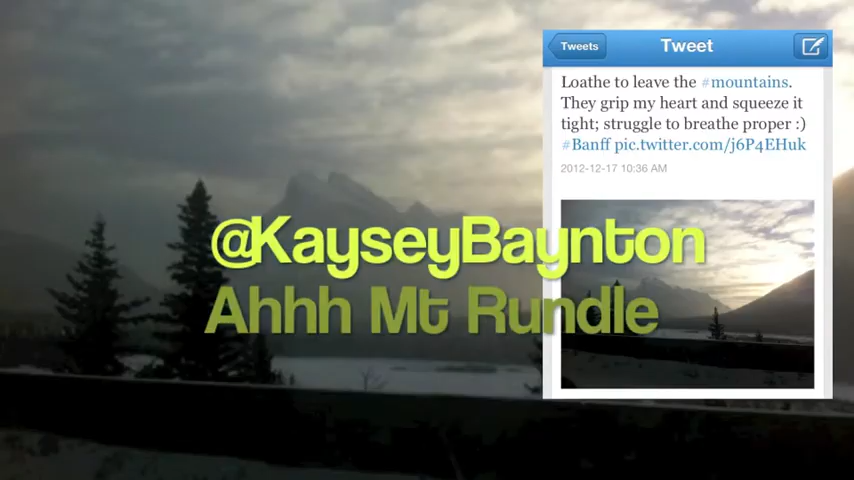 Tweets
Tweet
Loathe to leave the #mountains.
They grip my heart and squeeze it
tight; struggle to breathe proper :)
#Banff pic.twitter.com/j6P4EHuk
2012-12-17 10:36 AM
@KayseyBaynton
Ahhh Mt Rundle